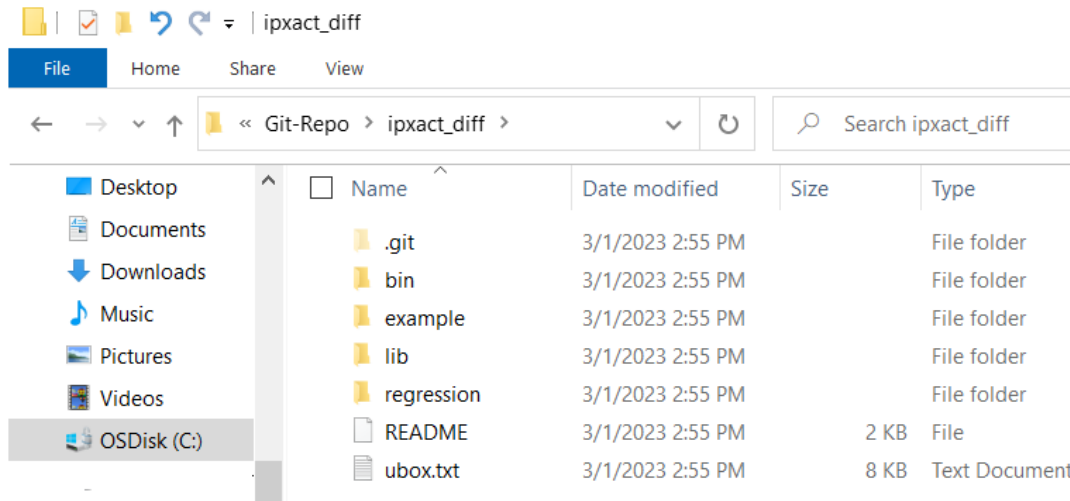 ipxact_diff
File Home Share View
« Git-Repo > ipxact_diff > Search ipxact_diff
Desktop
Documents
Downloads
Music
Pictures
Videos
OSDisk (C:)
Name Date modified Size Type
.git 3/1/2023 2:55 PM File folder
bin 3/1/2023 2:55 PM File folder
example 3/1/2023 2:55 PM File folder
lib 3/1/2023 2:55 PM File folder
regression 3/1/2023 2:55 PM File folder
README 3/1/2023 2:55 PM 2 KB File
ubox.txt 3/1/2023 2:55 PM 8 KB Text Document